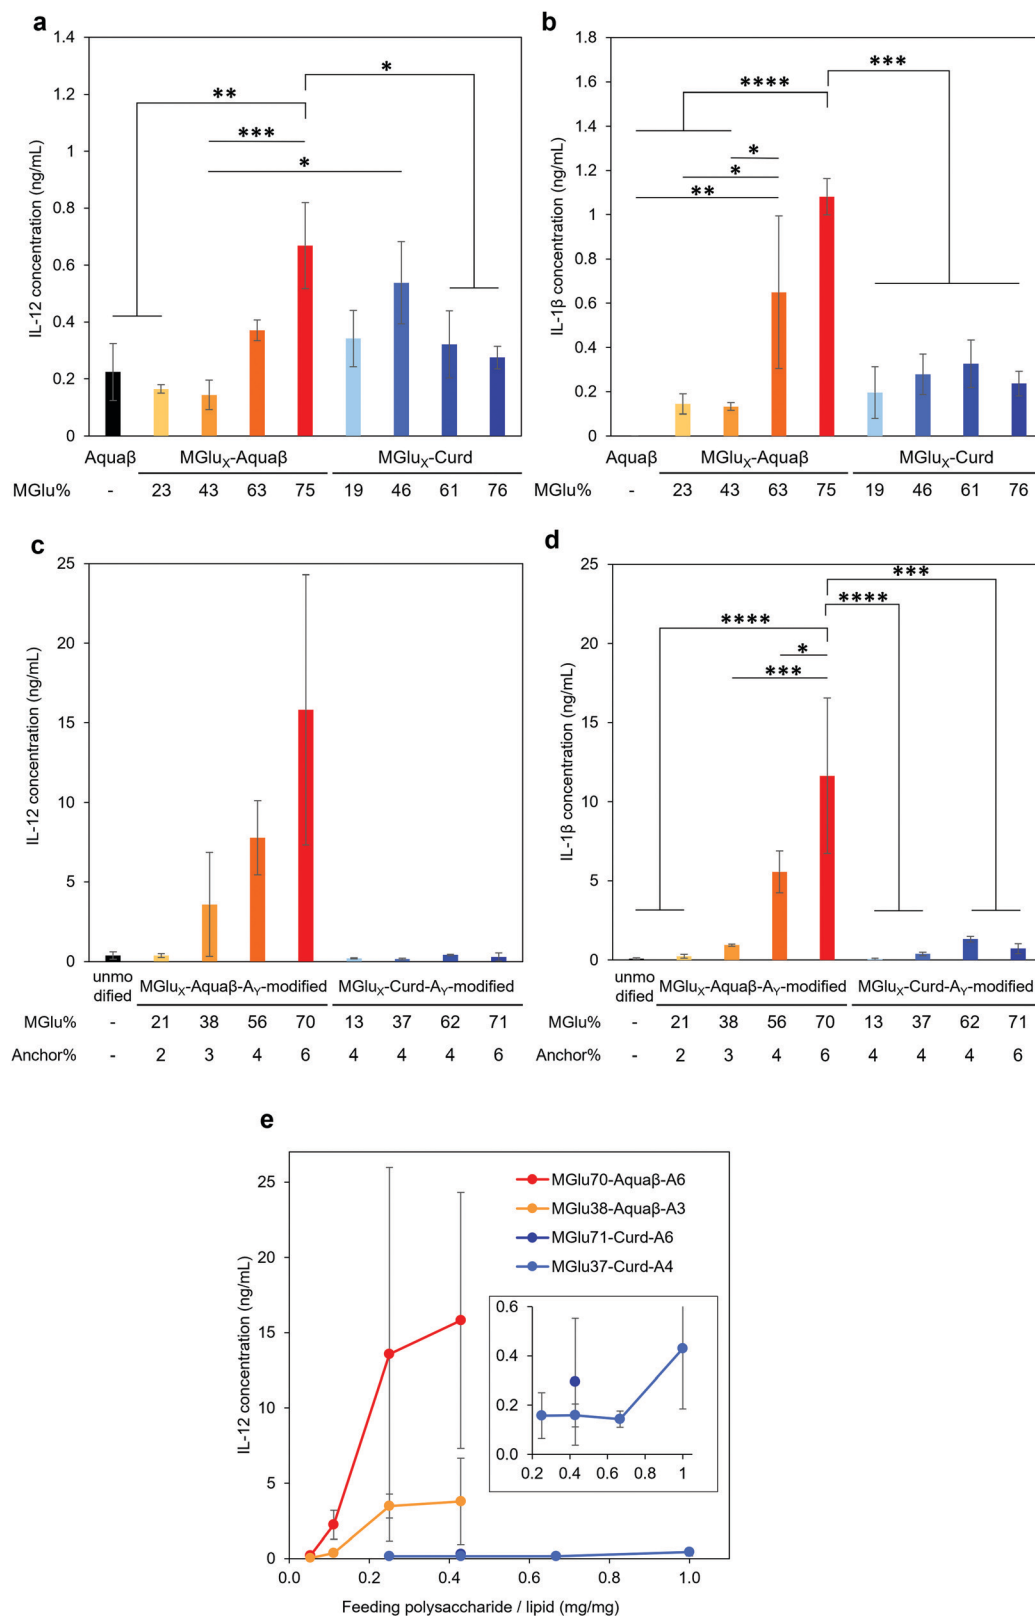 a
1.4
1.2
1
0.8
0.6
0.4
0.2
0
IL-12 concentration (ng/mL)
**
***
*
*
Aquaβ MGluX-Aquaβ MGluX-Curd
MGlu% - 23 43 63 75 19 46 61 76
b
1.8
1.6
1.4
1.2
1
0.8
0.6
0.4
0.2
0
IL-1β concentration (ng/mL)
****
***
*
*
**
Aquaβ MGluX-Aquaβ MGluX-Curd
MGlu% - 23 43 63 75 19 46 61 76
c
25
20
15
10
5
0
IL-12 concentration (ng/mL)
unmo
dified
MGluX-Aquaβ-AY-modified MGluX-Curd-AY-modified
MGlu% - 21 38 56 70 13 37 62 71
Anchor% - 2 3 4 6 4 4 4 6
d
25
20
15
10
5
0
IL-1β concentration (ng/mL)
***
****
****
*
***
unmo
dified
MGluX-Aquaβ-AY-modified MGluX-Curd-AY-modified
MGlu% - 21 38 56 70 13 37 62 71
Anchor% - 2 3 4 6 4 4 4 6
e
25
20
15
10
5
0
IL-12 concentration (ng/mL)
MGlu70-Aquaβ-A6
MGlu38-Aquaβ-A3
MGlu71-Curd-A6
MGlu37-Curd-A4
0.6
0.4
0.2
0.0
0.2 0.4 0.6 1
0.0 0.2 0.4 0.6 0.8 1.0
Feeding polysaccharide / lipid (mg/mg)